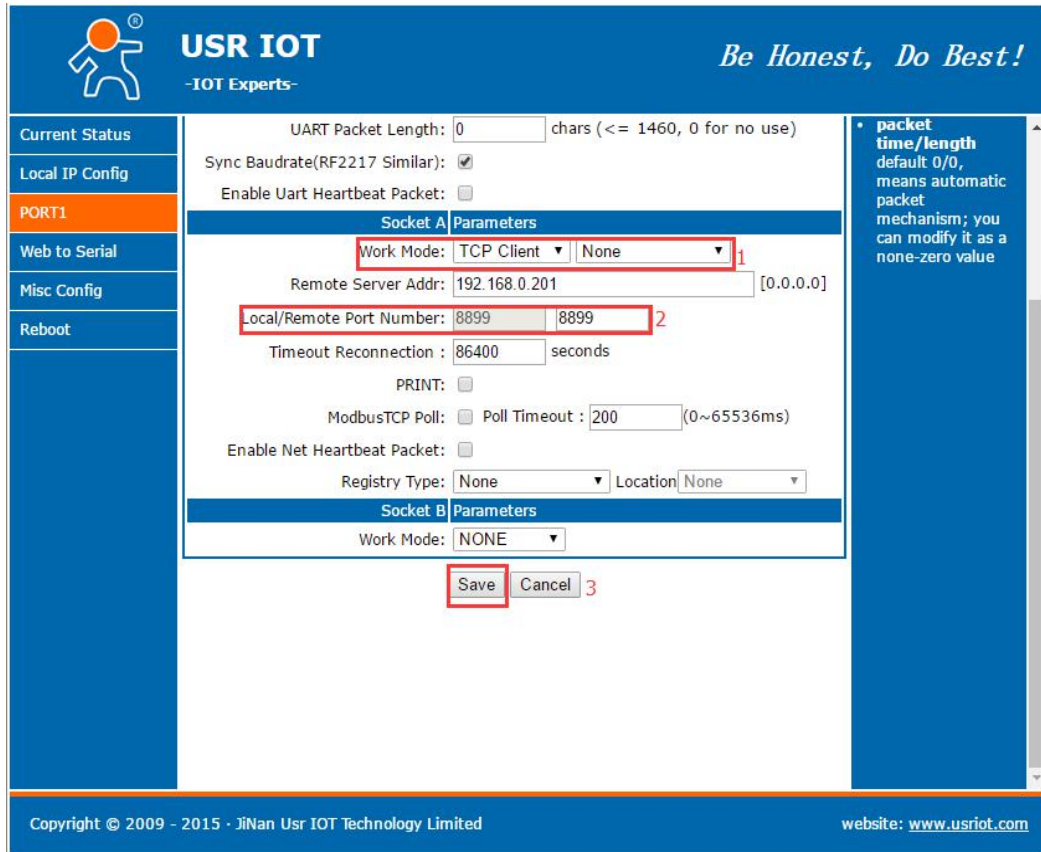 ®
USR IOT
-IOT Experts-
Be Honest, Do Best!
Current Status
Local IP Config
PORT1
Web to Serial
Misc Config
Reboot
UART Packet Length: 0 chars (<= 1460, 0 for no use)
Sync Baudrate(RF2217 Similar):
Enable Uart Heartbeat Packet:
Socket A Parameters
Work Mode: TCP Client None 1
Remote Server Addr: 192.168.0.201 [0.0.0.0]
Local/Remote Port Number: 8899 8899 2
Timeout Reconnection : 86400 seconds
PRINT:
ModbusTCP Poll: Poll Timeout : 200 (0~65536ms)
Enable Net Heartbeat Packet:
Registry Type: None Location None
Socket B Parameters
Work Mode: NONE
Save Cancel 3
• packet
time/length
default 0/0,
means automatic
packet
mechanism; you
can modify it as a
none-zero value
Copyright © 2009 - 2015 · JiNan Usr IOT Technology Limited
website: www.usriot.com